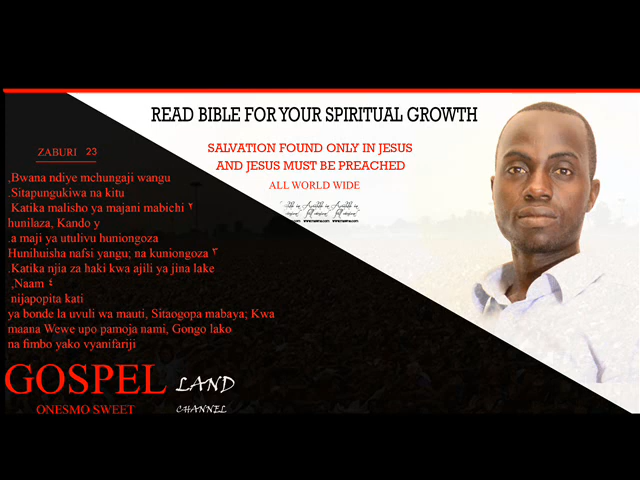 READ BIBLE FOR YOUR SPIRITUAL GROWTH
SALVATION FOUND ONLY IN JESUS
AND JESUS MUST BE PREACHED
ALL WORLD WIDE
ZABURI 23
,Bwana ndiye mchungaji wangu
.Sitapungukiwa na kitu
Katika malisho ya majani mabichi ٢
hunilaza, Kando y
.a maji ya utulivu huniongoza
Hunihuisha nafsi yangu; na kuniongoza ٣
.Katika njia za haki kwa ajili ya jina lake
,Naam ٤
nijapopita kati
ya bonde la uvuli wa mauti, Sitaogopa mabaya; Kwa
maana Wewe upo pamoja nami, Gongo lako
na fimbo yako vyanifariji
GOSPEL LAND
ONESMO SWEET CHANNEL